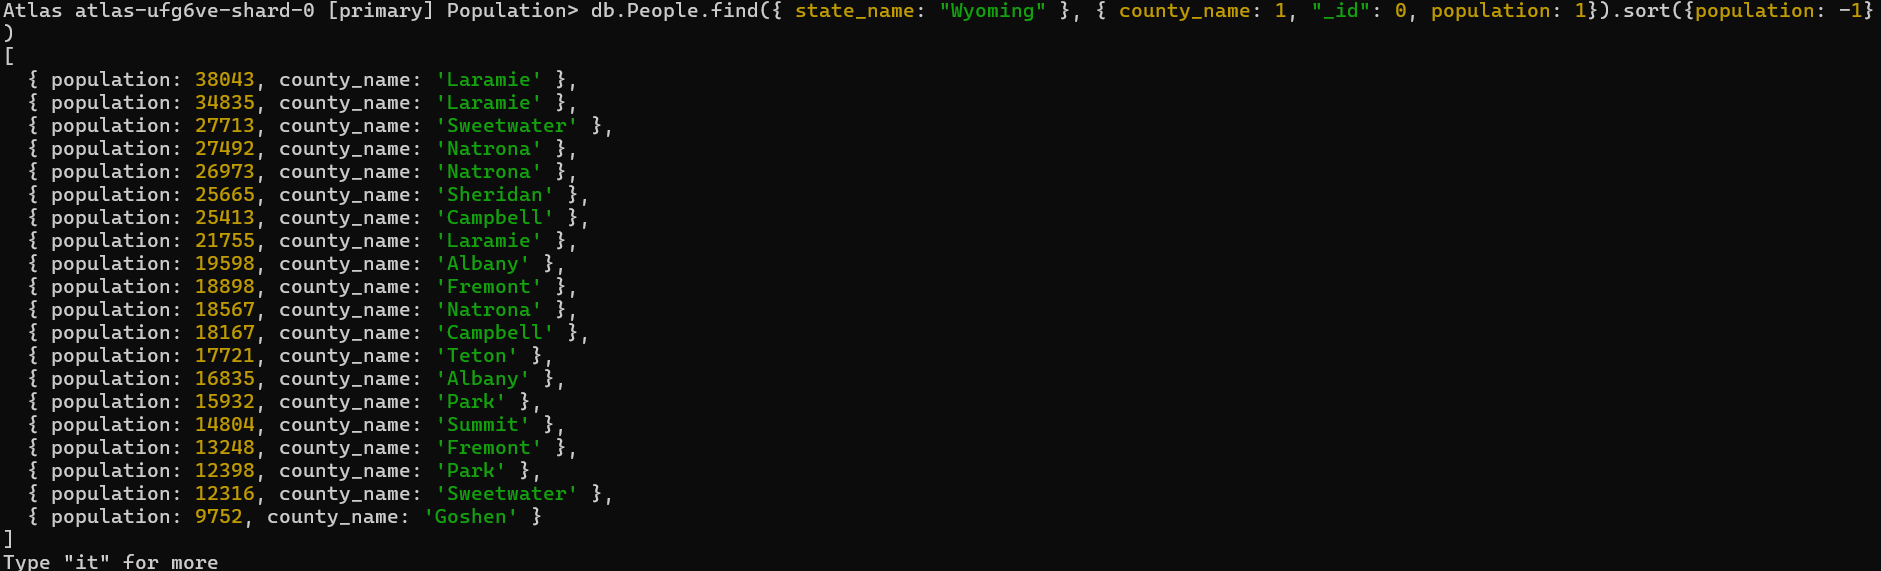 Atlas atlas-ufg6ve-shard-0 [primary] Population> db.People.find({ state_name: "Wyoming" }, { county_name: 1, "_id": 0, population: 1}).sort({population: -1}
)
[
  { population: 38043, county_name: 'Laramie' },
  { population: 34835, county_name: 'Laramie' },
  { population: 27713, county_name: 'Sweetwater' },
  { population: 27492, county_name: 'Natrona' },
  { population: 26973, county_name: 'Natrona' },
  { population: 25665, county_name: 'Sheridan' },
  { population: 25413, county_name: 'Campbell' },
  { population: 21755, county_name: 'Laramie' },
  { population: 19598, county_name: 'Albany' },
  { population: 18898, county_name: 'Fremont' },
  { population: 18567, county_name: 'Natrona' },
  { population: 18167, county_name: 'Campbell' },
  { population: 17721, county_name: 'Teton' },
  { population: 16835, county_name: 'Albany' },
  { population: 15932, county_name: 'Park' },
  { population: 14804, county_name: 'Summit' },
  { population: 13248, county_name: 'Fremont' },
  { population: 12398, county_name: 'Park' },
  { population: 12316, county_name: 'Sweetwater' },
  { population: 9752, county_name: 'Goshen' }
]
Type "it" for more